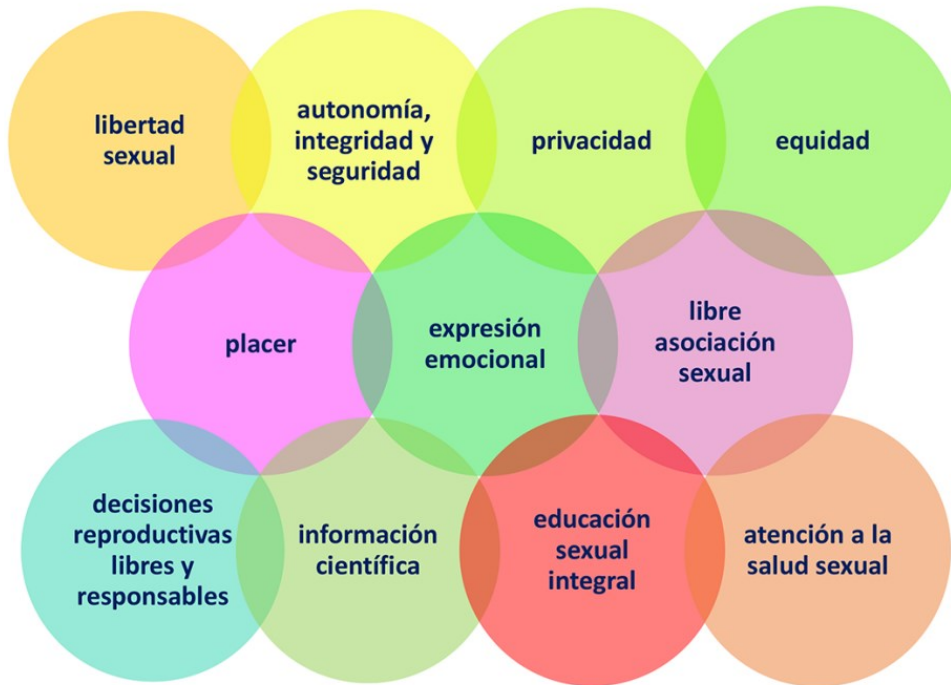 libertad
sexual
autonomía,
integridad y
seguridad
privacidad
equidad
placer
expresión
emocional
libre
asociación
sexual
decisiones
reproductivas
libres y
responsables
información
científica
educación
sexual
integral
atención a la
salud sexual